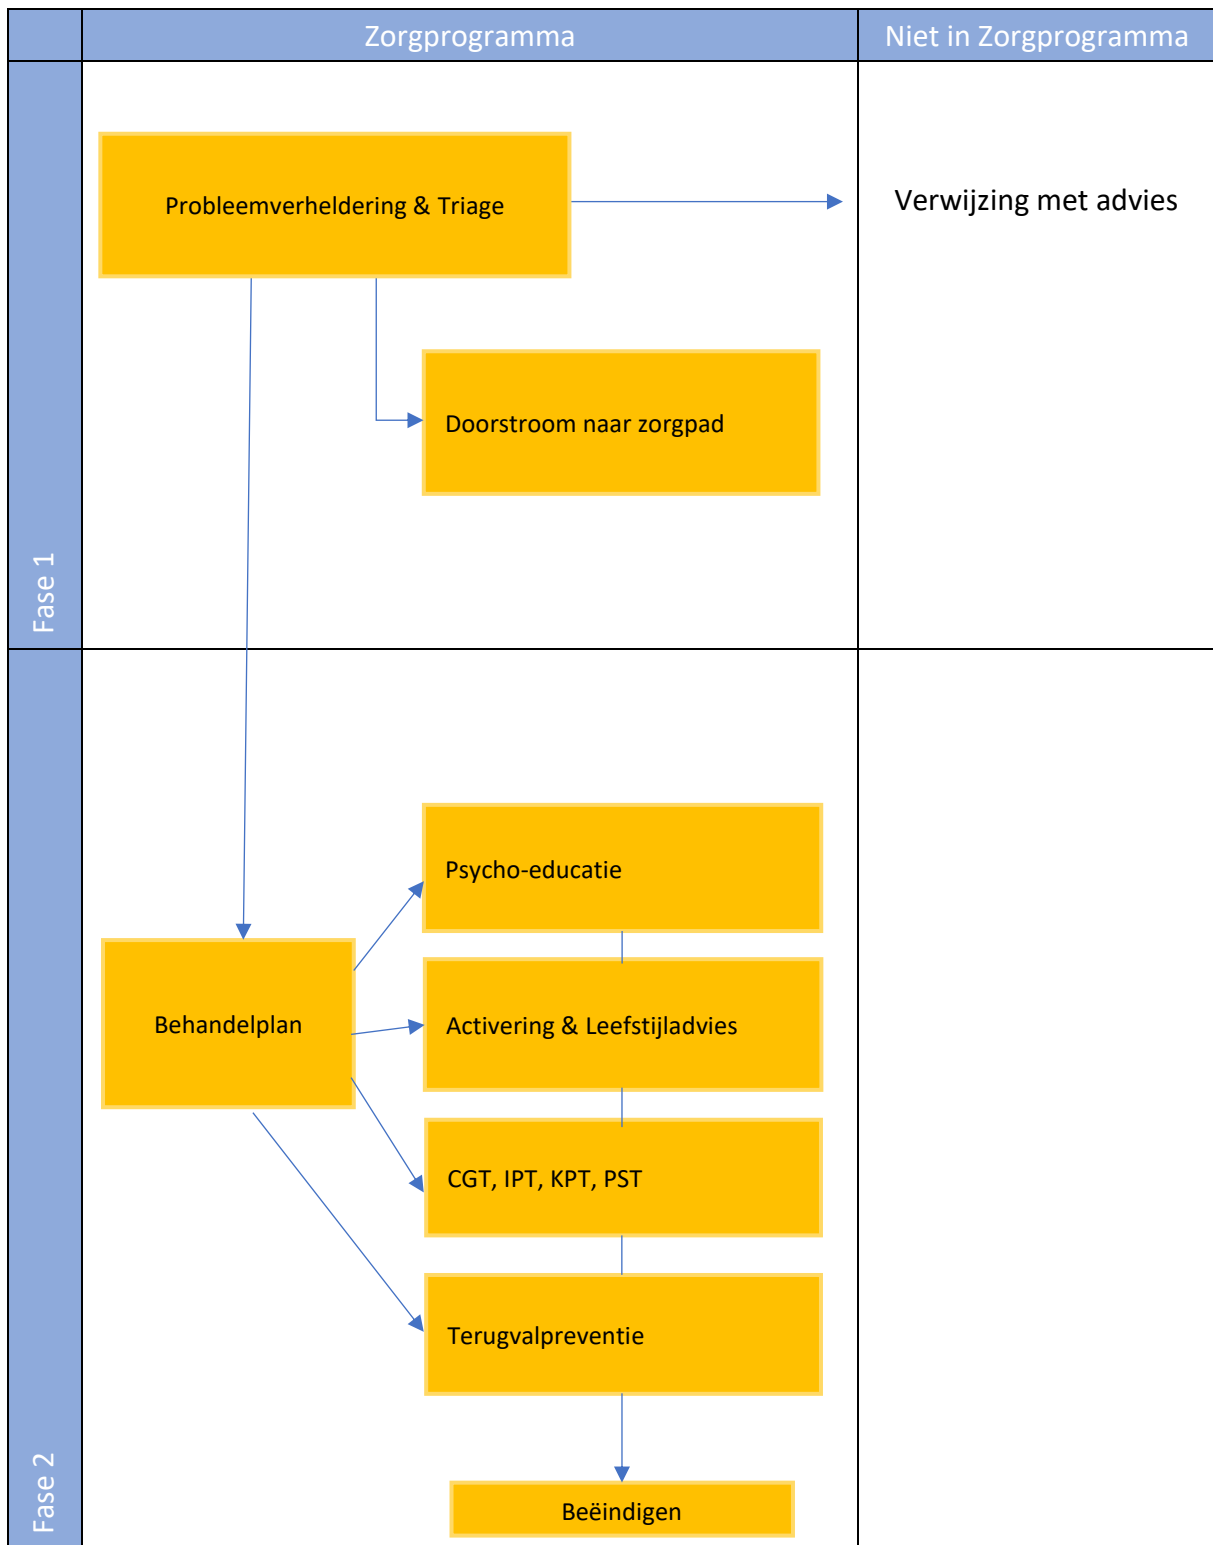 Zorgprogramma
Niet in Zorgprogramma
Fase 1
Probleemverheldering & Triage
Verwijzing met advies
Doorstroom naar zorgpad
Fase 2
Psycho-educatie
Behandelplan
Activering & Leefstijladvies
CGT, IPT, KPT, PST
Terugvalpreventie
Beëindigen